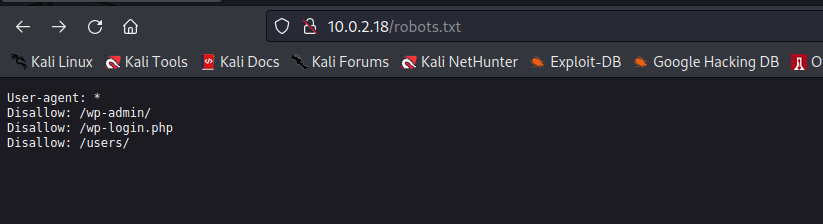 10.0.2.18/robots.txt
Kali Linux Kali Tools Kali Docs Kali Forums Kali NetHunter Exploit-DB Google Hacking DB
User-agent: *
Disallow: /wp-admin/
Disallow: /wp-login.php
Disallow: /users/